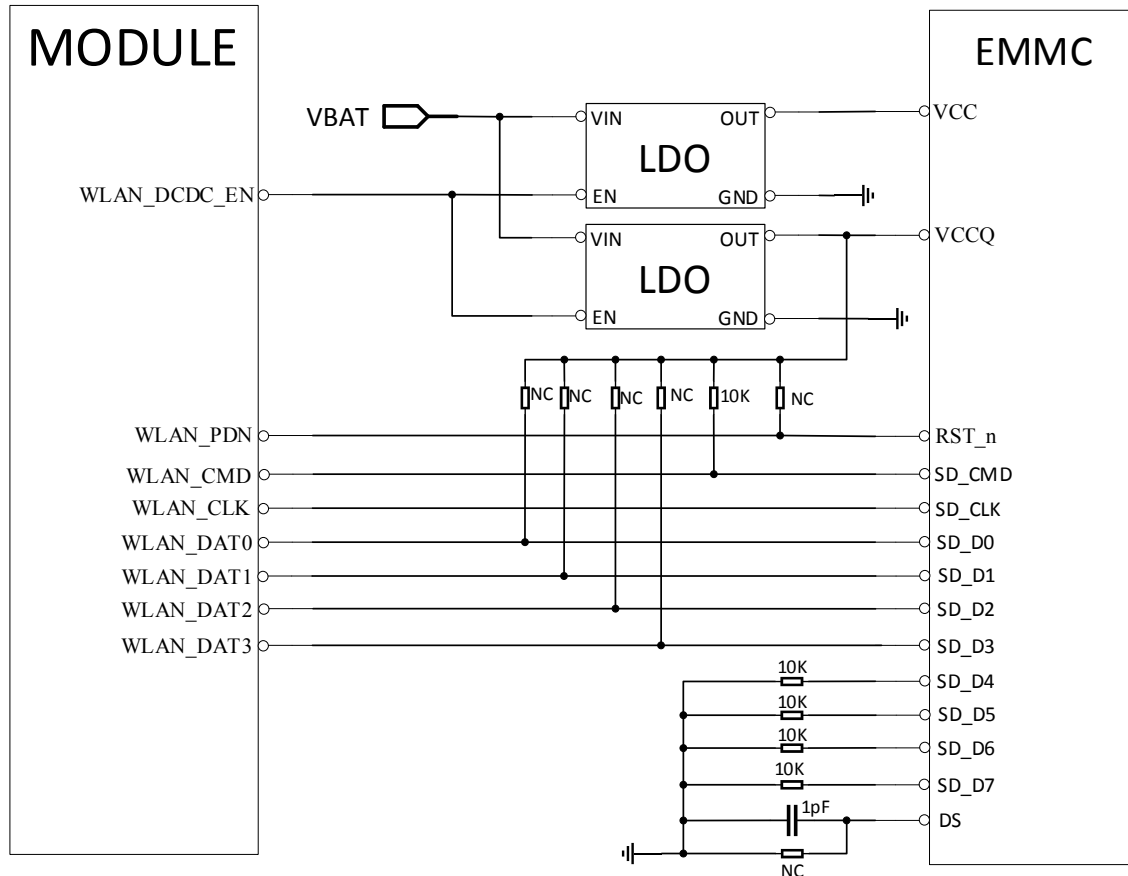 MODULE
EMMC
VBAT
VIN
OUT
VCC
LDO
WLAN_DCDC_EN
EN
GND
VIN
OUT
VCCQ
LDO
EN
GND
NC
NC
NC
NC
10K
NC
WLAN_PDN
RST_n
WLAN_CMD
SD_CMD
WLAN_CLK
SD_CLK
WLAN_DAT0
SD_D0
WLAN_DAT1
SD_D1
WLAN_DAT2
SD_D2
WLAN_DAT3
SD_D3
10K
SD_D4
10K
SD_D5
10K
SD_D6
10K
SD_D7
1pF
DS
NC